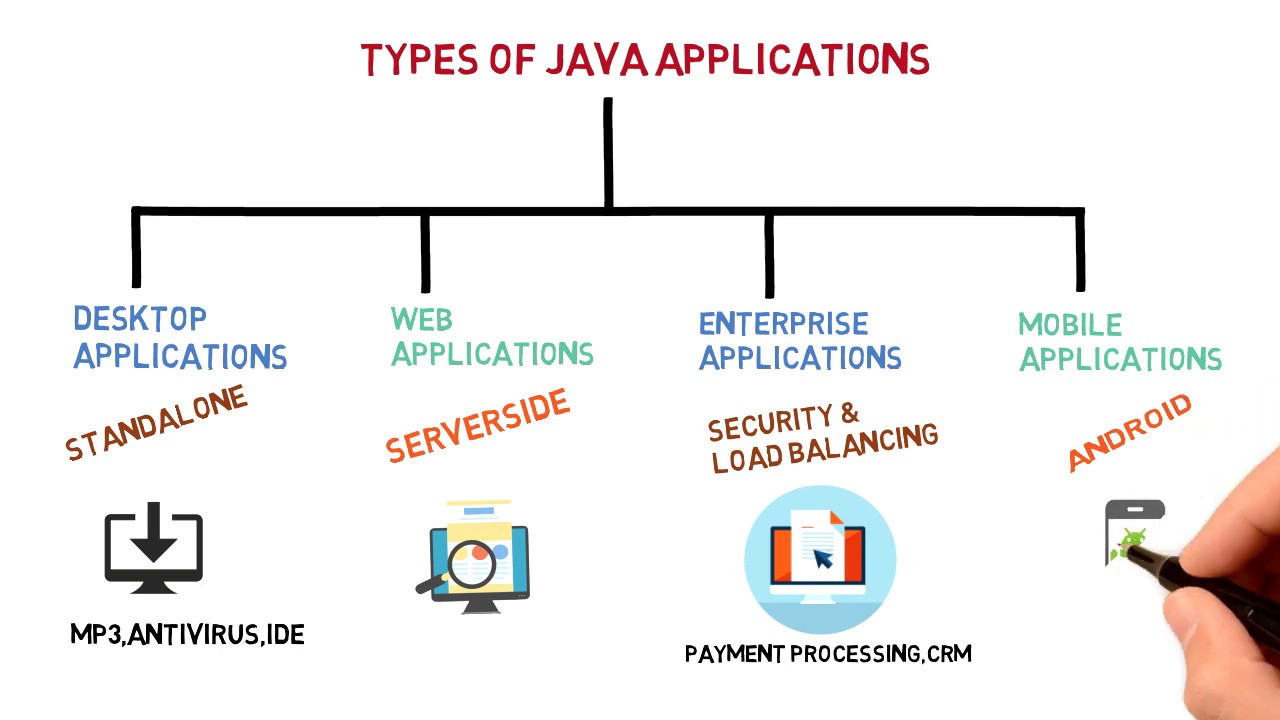 TYPES OF JAVA APPLICATIONS
DESKTOP
APPLICATIONS
STANDALONE
MP3,ANTIVIRUS,IDE
WEB
APPLICATIONS
SERVERSIDE
ENTERPRISE
APPLICATIONS
SECURITY &
LOAD BALANCING
PAYMENT PROCESSING,CRM
MOBILE
APPLICATIONS
ANDROID